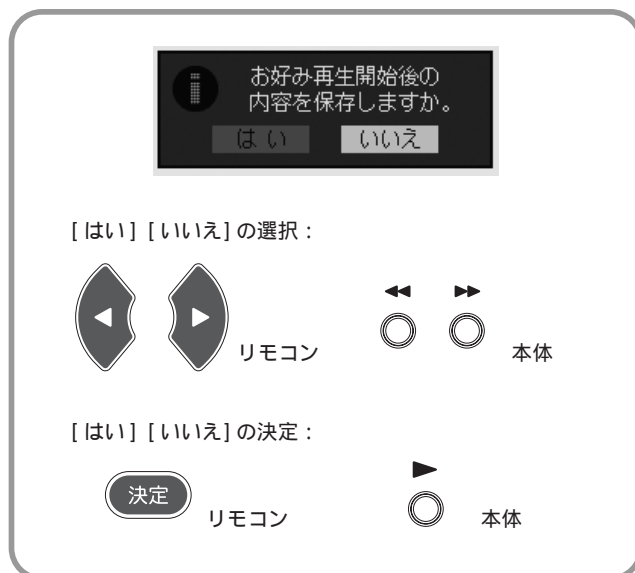 お好み再生開始後の
内容を保存しますか。
はい いいえ
[はい] [いいえ]の選択：
リモコン 本体
[はい] [いいえ]の決定：
決定 リモコン 本体